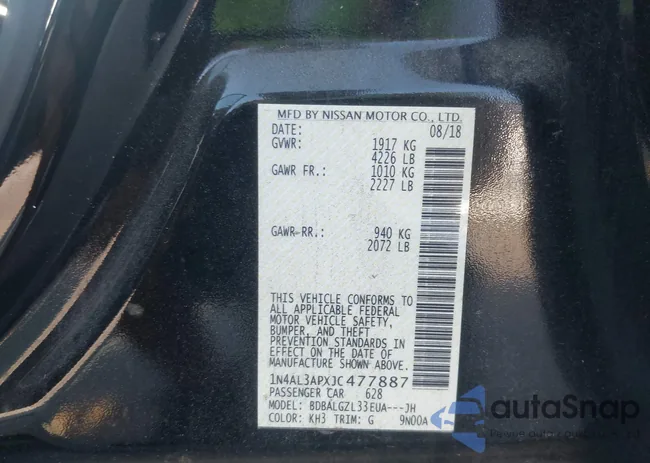 MFD BY NISSAN MOTOR CO., LTD.
DATE: 08/18
GVWR: 1917 KG
4226 LB
GAWR FR.: 1010 KG
2227 LB
GAWR-RR.: 940 KG
2072 LB
THIS VEHICLE CONFORMS TO
ALL APPLICABLE FEDERAL
MOTOR VEHICLE SAFETY,
BUMPER, AND THEFT
PREVENTION STANDARDS IN
EFFECT ON THE DATE OF
MANUFACTURE SHOWN ABOVE.
1N4AL3APXJC477887
PASSENGER CAR 628
MODEL: BDBALGZL33EUA---JH
COLOR: KH3 TRIM: G 9N00A
autoSnap